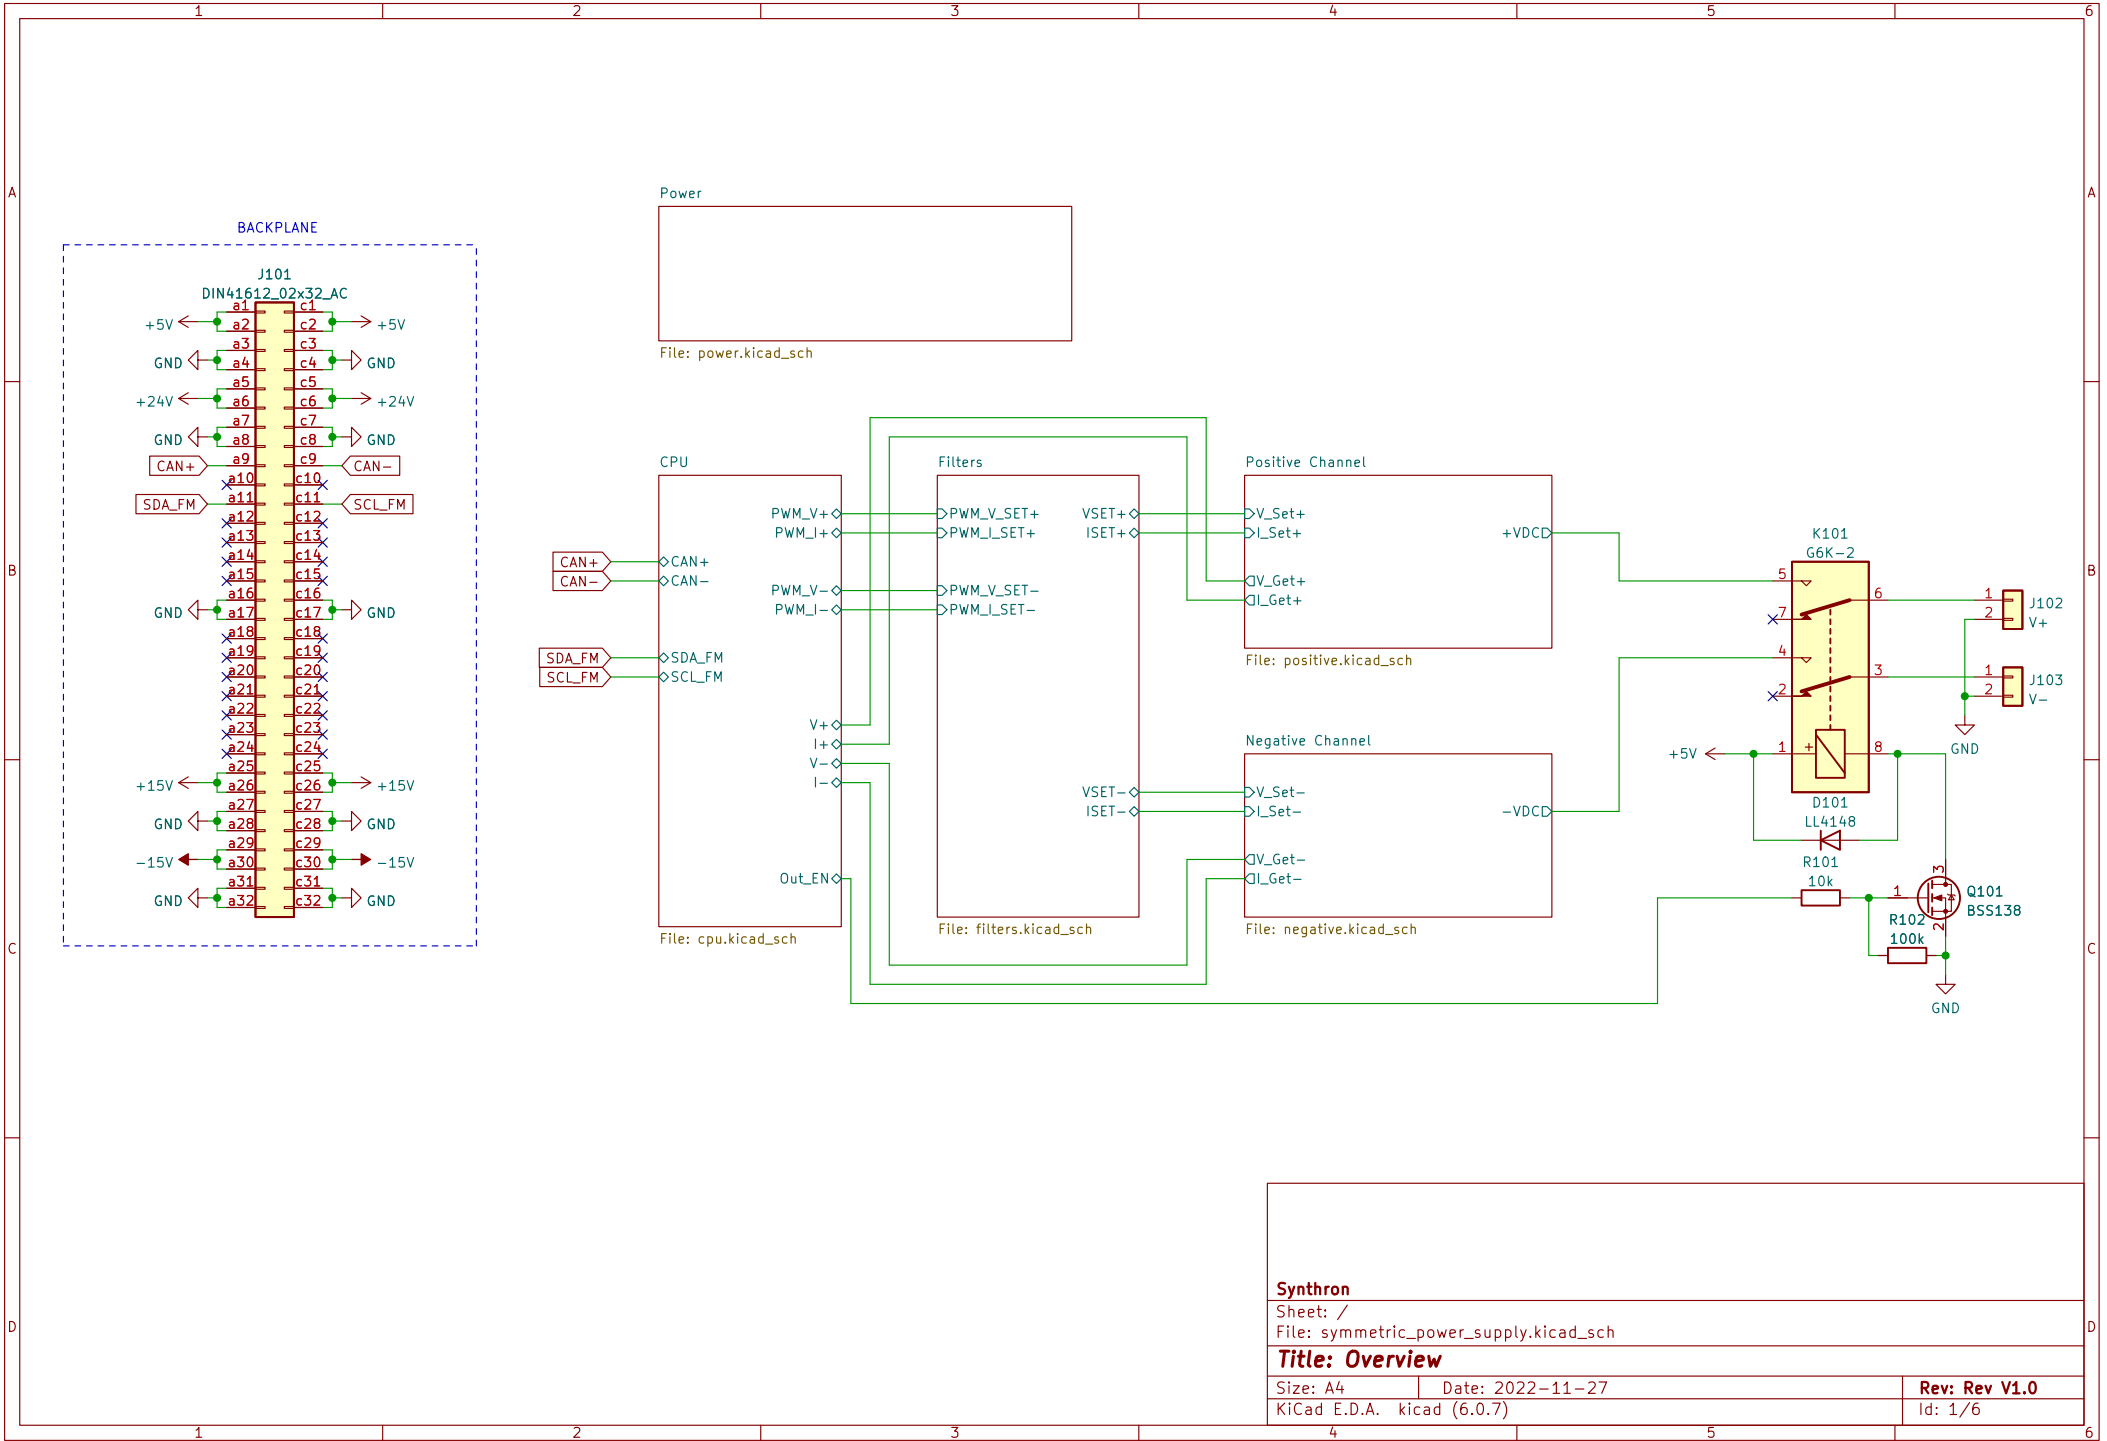 1 2 3 4 5 6
A A
B B
C C
D D
1 2 3 4 5 6
BACKPLANE
J101
DIN41612_02x32_AC
a1 c1
+5V a2 c2 +5V
a3 c3
GND a4 c4 GND
a5 c5
+24V a6 c6 +24V
a7 c7
GND a8 c8 GND
CAN+ a9 c9 CAN-
a10 c10
SDA_FM a11 c11 SCL_FM
a12 c12
a13 c13
a14 c14
a15 c15
a16 c16
GND a17 c17 GND
a18 c18
a19 c19
a20 c20
a21 c21
a22 c22
a23 c23
a24 c24
a25 c25
+15V a26 c26 +15V
a27 c27
GND a28 c28 GND
a29 c29
-15V a30 c30 -15V
a31 c31
GND a32 c32 GND
Power
File: power.kicad_sch
CPU
PWM_V+
PWM_I+
CAN+ CAN+
CAN- CAN-
PWM_V-
PWM_I-
SDA_FM SDA_FM
SCL_FM SCL_FM
V+
I+
V-
I-
Out_EN
File: cpu.kicad_sch
Filters
PWM_V_SET+ VSET+
PWM_I_SET+ ISET+
PWM_V_SET-
PWM_I_SET-
VSET-
ISET-
File: filters.kicad_sch
Positive Channel
V_Set+
I_Set+ +VDC
V_Get+
I_Get+
File: positive.kicad_sch
Negative Channel
V_Set-
I_Set- -VDC
V_Get-
I_Get-
File: negative.kicad_sch
K101
G6K-2
5
6
7
4
3
2
+5V 1 + 8
D101
LL4148
R101
10k
1
3
2
Q101
BSS138
R102
100k
GND
1
2
J102
V+
1
2
J103
V-
GND
Synthron
Sheet: /
File: symmetric_power_supply.kicad_sch
Title: Overview
Size: A4 Date: 2022-11-27 Rev: Rev V1.0
KiCad E.D.A. kicad (6.0.7) Id: 1/6